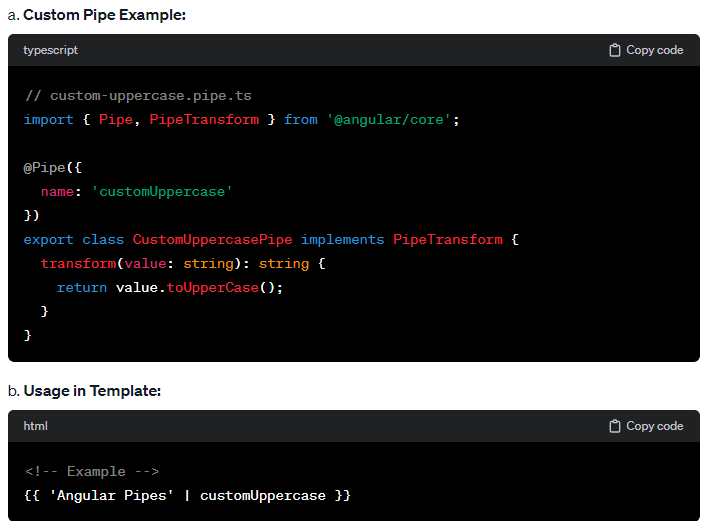 a. Custom Pipe Example:
typescript Copy code
// custom-uppercase.pipe.ts
import { Pipe, PipeTransform } from '@angular/core';
@Pipe({
  name: 'customUppercase'
})
export class CustomUppercasePipe implements PipeTransform {
  transform(value: string): string {
    return value.toUpperCase();
  }
}
b. Usage in Template:
html Copy code
<!-- Example -->
{{ 'Angular Pipes' | customUppercase }}